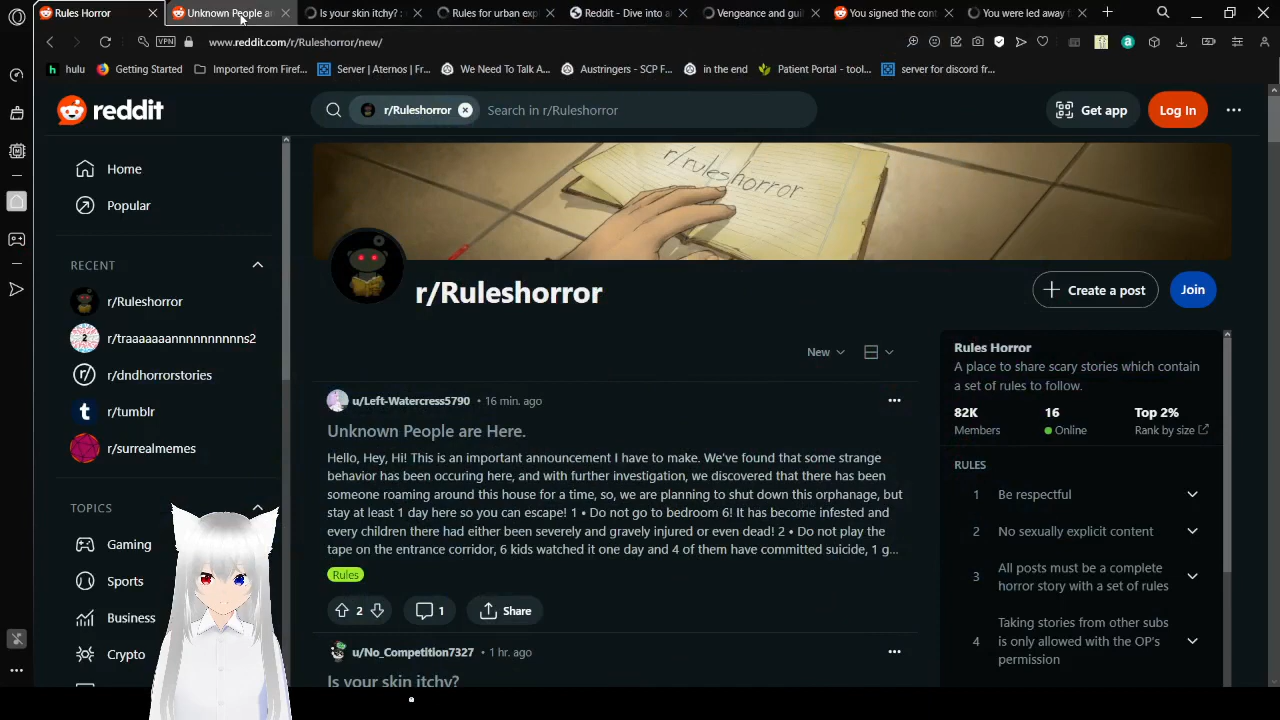 Rules Horror
Unknown People ar
Is your skin itchy? :
Rules for urban exp
Reddit - Dive into a
Vengeance and gui
You signed the cont
You were led away f
VPN
www.reddit.com/r/Ruleshorror/new/
hulu
Getting Started
Imported from Firef...
Server | Aternos | Fr...
We Need To Talk A...
Austringers - SCP F...
in the end
Patient Portal - tool...
server for discord fr...
reddit
r/Ruleshorror
Search in r/Ruleshorror
Get app
Log In
Home
Popular
RECENT
r/Ruleshorror
r/traaaaaaannnnnnnnnns2
r/dndhorrorstories
r/tumblr
r/surrealmemes
TOPICS
Gaming
Sports
Business
Crypto
r/ruleshorror
r/Ruleshorror
Create a post
Join
New
u/Left-Watercress5790 • 16 min. ago
Unknown People are Here.
Hello, Hey, Hi! This is an important announcement I have to make. We've found that some strange
behavior has been occuring here, and with further investigation, we discovered that there has been
someone roaming around this house for a time, so, we are planning to shut down this orphanage, but
stay at least 1 day here so you can escape! 1 • Do not go to bedroom 6! It has become infested and
every children there had either been severely and gravely injured or even dead! 2 • Do not play the
tape on the entrance corridor, 6 kids watched it one day and 4 of them have committed suicide, 1 g...
Rules
2
1
Share
u/No_Competition7327 • 1 hr. ago
Is your skin itchy?
Rules Horror
A place to share scary stories which contain
a set of rules to follow.
82K
Members
16
Online
Top 2%
Rank by size
RULES
1 Be respectful
2 No sexually explicit content
3 All posts must be a complete
horror story with a set of rules
4 Taking stories from other subs
is only allowed with the OP's
permission